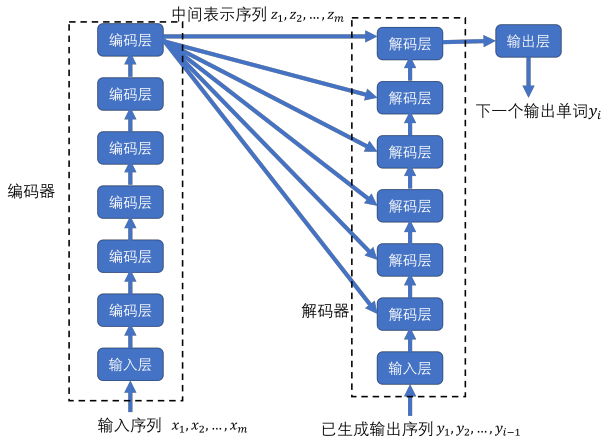 中间表示序列 z₁, z₂, ..., zₘ
编码层
编码层
编码层
编码层
编码层
编码层
输入层
编码器
输入序列 x₁, x₂, ..., xₘ
解码层
解码层
解码层
解码层
解码层
解码层
输入层
解码器
已生成输出序列 y₁, y₂, ..., yᵢ₋₁
输出层
下一个输出单词yᵢ